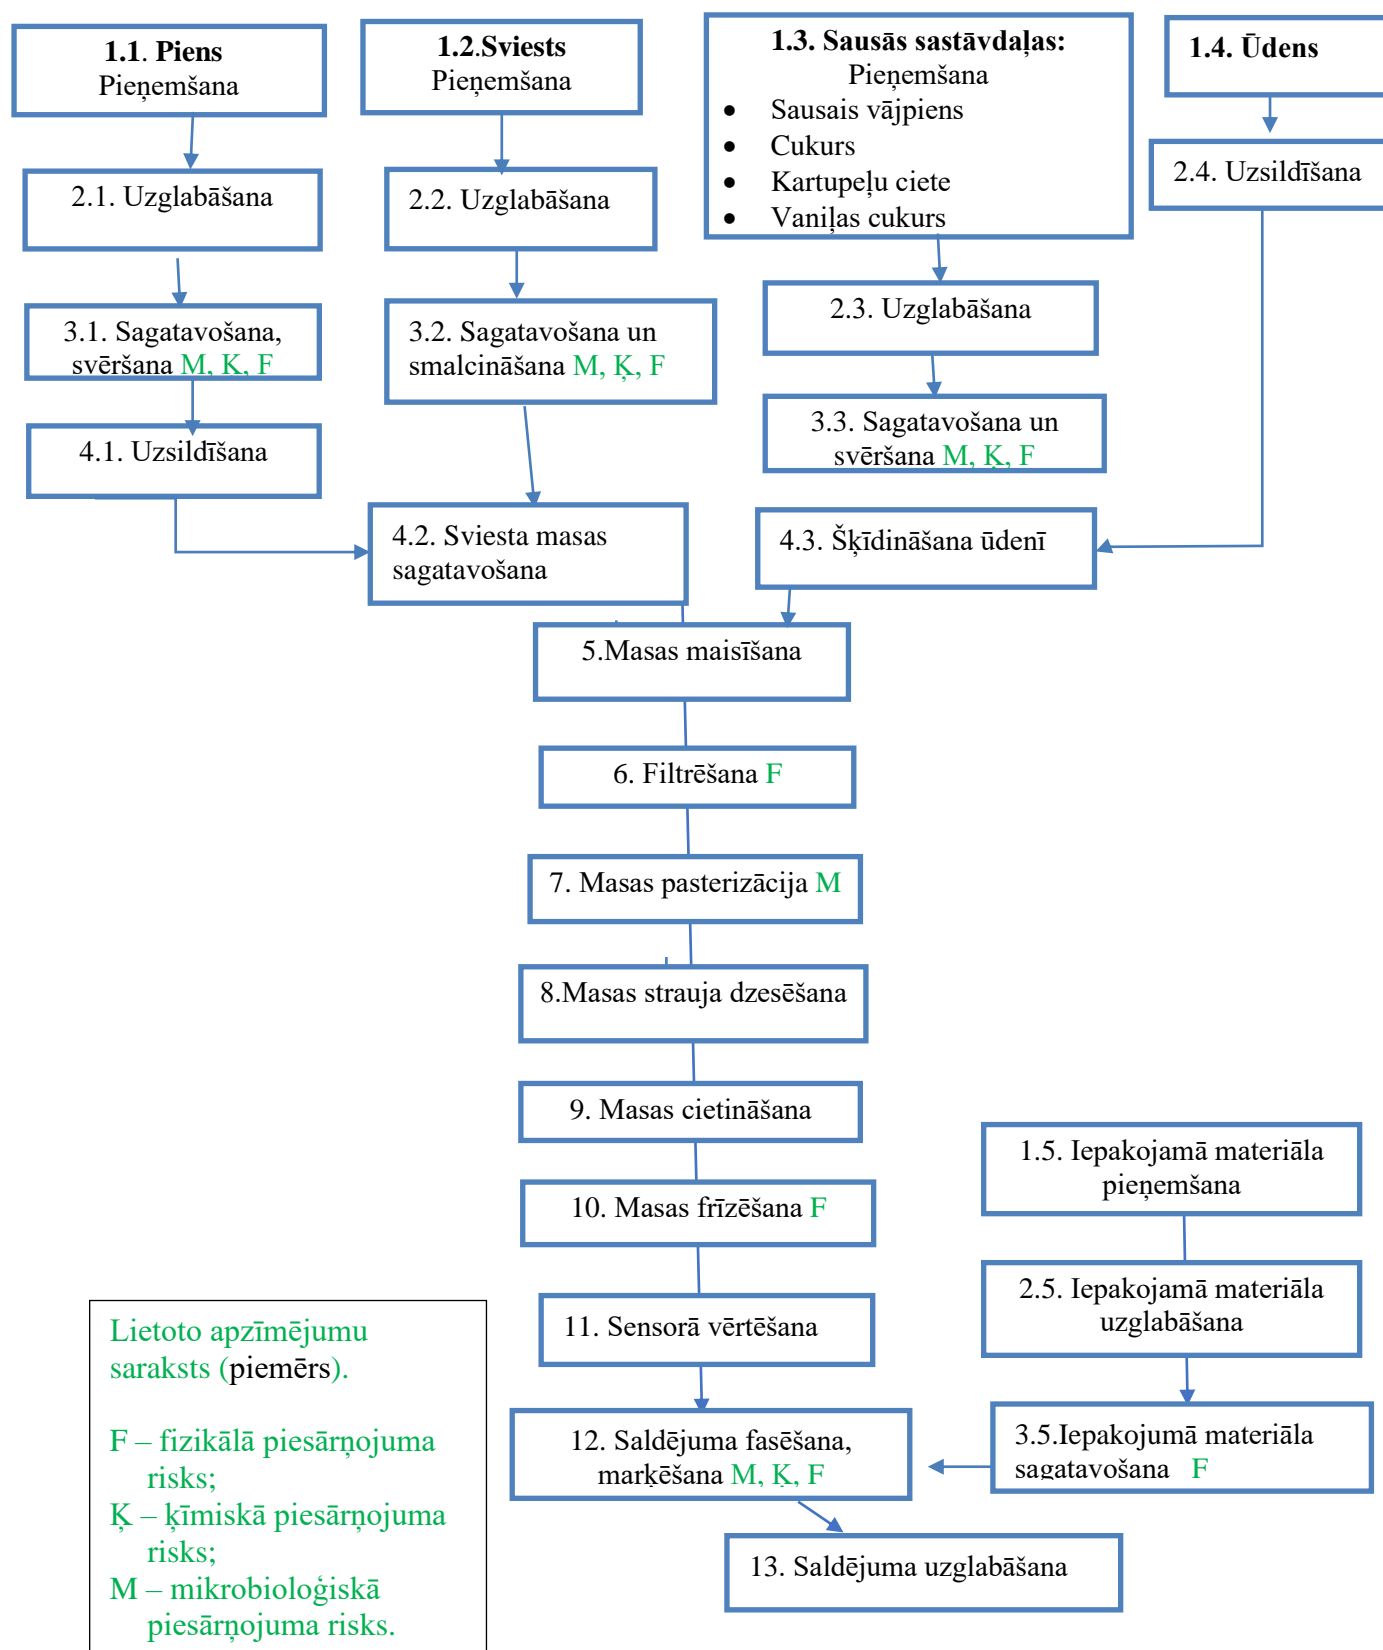 1.1. Piens
Pieņemšana
1.2.Sviests
Pieņemšana
1.3. Sausās sastāvdaļas:
Pieņemšana
• Sausais vājpiens
• Cukurs
• Kartupeļu ciete
• Vaniļas cukurs
1.4. Ūdens
2.1. Uzglabāšana
2.2. Uzglabāšana
2.4. Uzsildīšana
2.3. Uzglabāšana
3.1. Sagatavošana,
svēršana M, Ķ, F
3.2. Sagatavošana un
smalcināšana M, Ķ, F
3.3. Sagatavošana un
svēršana M, Ķ, F
4.1. Uzsildīšana
4.2. Sviesta masas
sagatavošana
4.3. Šķīdināšana ūdenī
5.Masas maisīšana
6. Filtrēšana F
7. Masas pasterizācija M
8.Masas strauja dzesēšana
9. Masas cietināšana
10. Masas frīzēšana F
11. Sensorā vērtēšana
1.5. Iepakojamā materiāla
pieņemšana
2.5. Iepakojamā materiāla
uzglabāšana
3.5.Iepakojumā materiāla
sagatavošana F
12. Saldējuma fasēšana,
marķēšana M, Ķ, F
13. Saldējuma uzglabāšana
Lietoto apzīmējumu
saraksts (piemērs).
F – fizikālā piesārņojuma
risks;
Ķ – ķīmiskā piesārņojuma
risks;
M – mikrobioloģiskā
piesārņojuma risks.